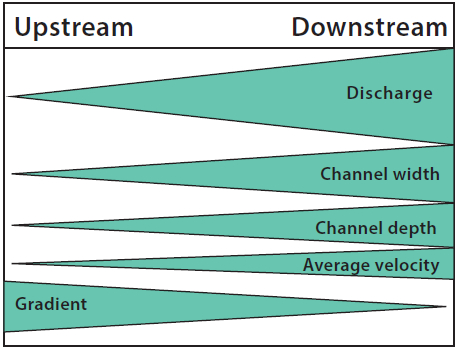 Upstream Downstream
Discharge
Channel width
Channel depth
Average velocity
Gradient